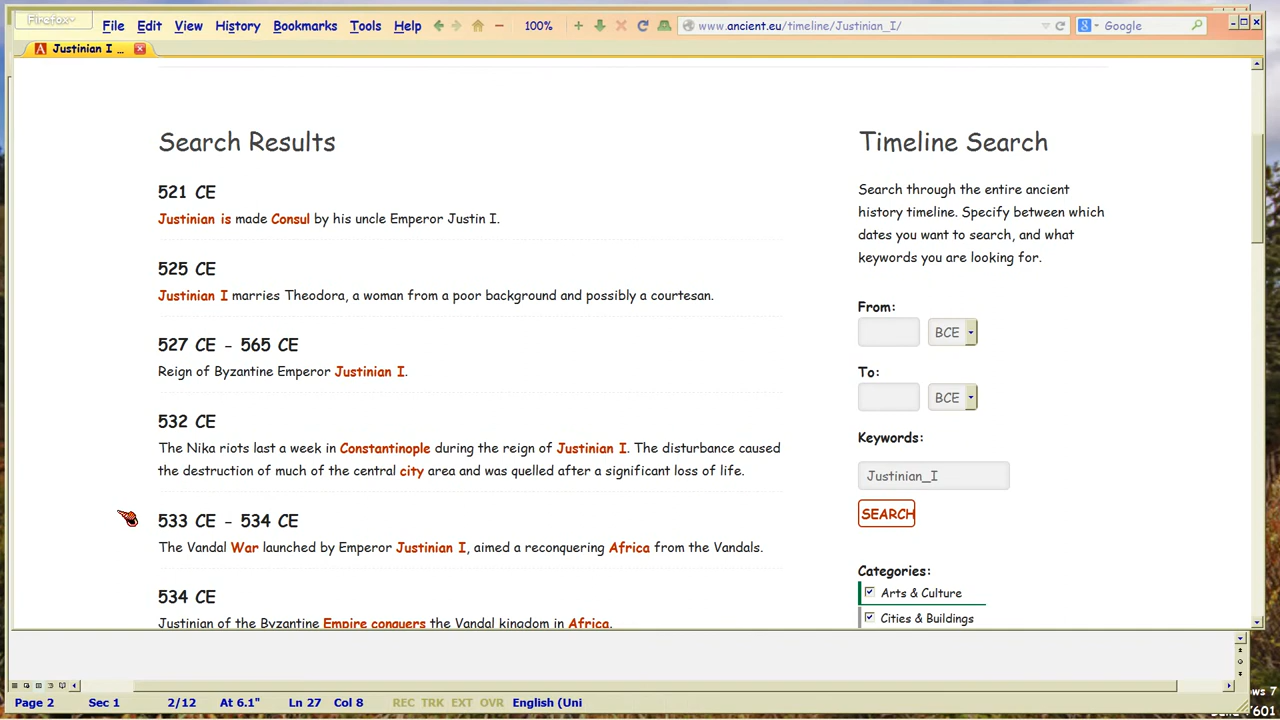 Firefox
File Edit View History Bookmarks Tools Help 100% www.ancient.eu/timeline/Justinian_I/ Google
Justinian I ...
Search Results
521 CE
Justinian is made Consul by his uncle Emperor Justin I.
525 CE
Justinian I marries Theodora, a woman from a poor background and possibly a courtesan.
527 CE - 565 CE
Reign of Byzantine Emperor Justinian I.
532 CE
The Nika riots last a week in Constantinople during the reign of Justinian I. The disturbance caused
the destruction of much of the central city area and was quelled after a significant loss of life.
533 CE - 534 CE
The Vandal War launched by Emperor Justinian I, aimed a reconquering Africa from the Vandals.
534 CE
Justinian of the Byzantine Empire conquers the Vandal kingdom in Africa.
Timeline Search
Search through the entire ancient
history timeline. Specify between which
dates you want to search, and what
keywords you are looking for.
From:
BCE
To:
BCE
Keywords:
Justinian_I
SEARCH
Categories:
Arts & Culture
Cities & Buildings
Page 2 Sec 1 2/12 At 6.1" Ln 27 Col 8 REC TRK EXT OVR English (Uni